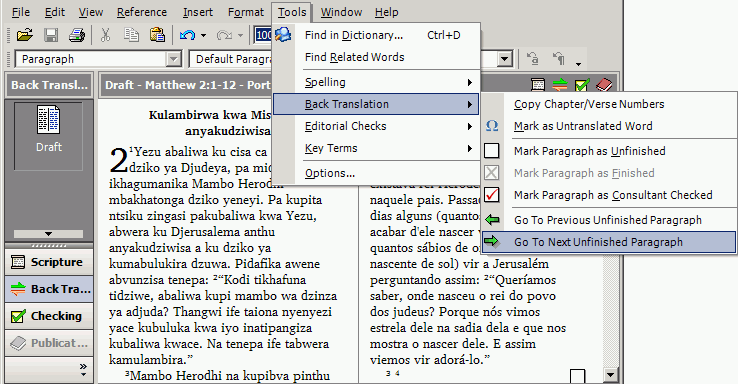 File Edit View Reference Insert Format Tools Window Help
100
Paragraph Default Paragra
Find in Dictionary... Ctrl+D
Find Related Words
Spelling
Back Translation
Editorial Checks
Key Terms
Options...
Copy Chapter/Verse Numbers
Ω Mark as Untranslated Word
Mark Paragraph as Unfinished
Mark Paragraph as Finished
Mark Paragraph as Consultant Checked
Go To Previous Unfinished Paragraph
Go To Next Unfinished Paragraph
Back Transl...
Draft
Scripture
Back Tra...
Checking
Publicat...
Draft - Matthew 2:1-12 - Port
Kulambirwa kwa Mis
anyakudziwisa
2 ¹Yezu abaliwa ku cisa ca
dziko ya Djudeya, pa mid
ikhagumanika Mambo Herodhi
mbakhatonga dziko yeneyi. Pa kupita
ntsiku zingasi pakubaliwa kwa Yezu,
abwera ku Djerusalema anthu
anyakudziwisa a ku dziko ya
kumabulukira dzuwa. Pidafika awene
abvunzisa tenepa: ²“Kodi tikhafuna
tidziwe, abaliwa kupi mambo wa dzinza
ya adjuda? Thangwi ife taiona nyenyezi
yace kubuluka kwa iyo inatipangiza
kubaliwa kwace. Na tenepa ife tabwera
kamulambira.”
³Mambo Herodhi na kupibva pinthu
naquele pais. Passad
dias alguns (quantos
acabar d'ele nascer v
quantos sábios de o
nascente de sol) vir a Jerusalém
perguntando assim: ²“Queríamos
saber, onde nasceu o rei do povo
dos judeus? Porque nós vimos
estrela dele na sadia dela e que nos
mostra o nascer dele. E assim
viemos vir adorá-lo.”
³ ⁴